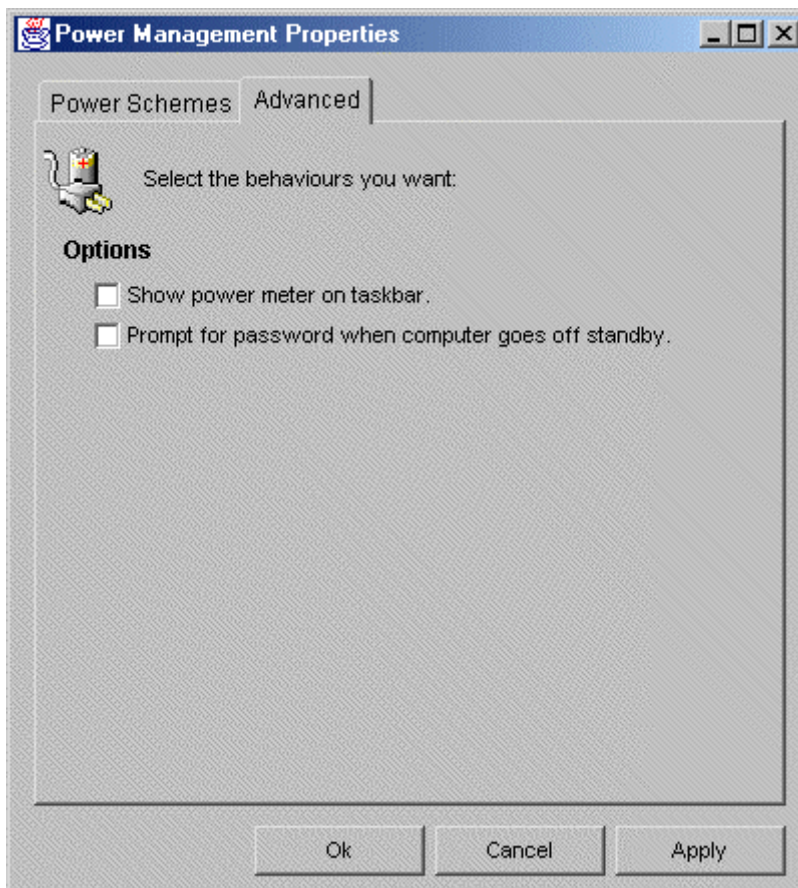 Power Management Properties
Power Schemes Advanced
Select the behaviours you want:
Options
Show power meter on taskbar.
Prompt for password when computer goes off standby.
Ok Cancel Apply